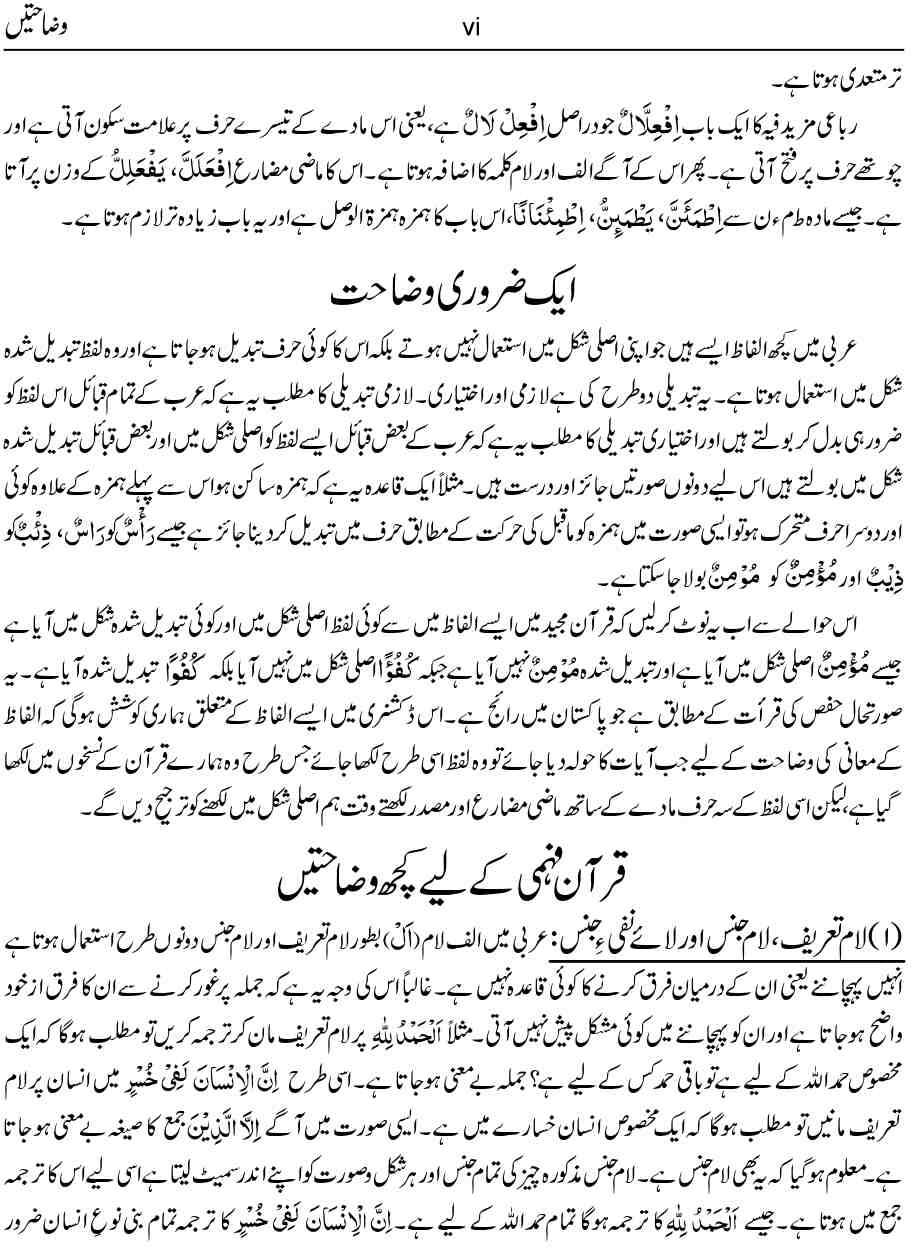 وضاحتیں
vi
تر متعدی ہوتا ہے۔
رباعی مزید فیہ کا ایک باب اِفْعِلَّالٌ جو دراصل اِفْعِلْ لَالٌ ہے، یعنی اس مادے کے تیسرے حرف پر علامت سکون آتی ہے اور
چوتھے حرف پر فتح آتی ہے۔ پھر اس کے آگے الف اور لام کلمہ کا اضافہ ہوتا ہے۔ اس کا ماضی مضارع اِفْعَلَلَّ، یَفْعَلِلُّ کے وزن پر آتا
ہے۔ جیسے مادہ ط م ء ن سے اِطْمَئَنَّ، یَطْمَئِنُّ، اِطْمِئْنَانًا، اس باب کا ہمزہ ہمزۃ الوصل ہے اور یہ باب زیادہ تر لازم ہوتا ہے۔
ایک ضروری وضاحت
عربی میں کچھ الفاظ ایسے ہیں جو اپنی اصلی شکل میں استعمال نہیں ہوتے بلکہ اس کا کوئی حرف تبدیل ہو جاتا ہے اور وہ لفظ تبدیل شدہ
شکل میں استعمال ہوتا ہے۔ یہ تبدیلی دو طرح کی ہے لازمی اور اختیاری۔ لازمی تبدیلی کا مطلب یہ ہے کہ عرب کے تمام قبائل اس لفظ کو
ضرور ہی بدل کر بولتے ہیں اور اختیاری تبدیلی کا مطلب یہ ہے کہ عرب کے بعض قبائل ایسے لفظ کو اصلی شکل میں اور بعض قبائل تبدیل شدہ
شکل میں بولتے ہیں اس لیے دونوں صورتیں جائز اور درست ہیں۔ مثلاً ایک قاعدہ یہ ہے کہ ہمزہ ساکن ہو اس سے پہلے ہمزہ کے علاوہ کوئی
اور دوسرا حرف متحرک ہو تو ایسی صورت میں ہمزہ کو ماقبل کی حرکت کے مطابق حرف میں تبدیل کر دینا جائز ہے جیسے رَأْسٌ کو رَاسٌ، ذِئْبٌ کو
ذِیْبٌ اور مُؤْمِنٌ کو مُوْمِنٌ بولا جا سکتا ہے۔
اس حوالے سے اب یہ نوٹ کر لیں کہ قرآن مجید میں ایسے الفاظ میں سے کوئی لفظ اصلی شکل میں اور کوئی تبدیل شدہ شکل میں آیا ہے
جیسے مُؤْمِنٌ اصلی شکل میں آیا ہے اور تبدیل شدہ مُوْمِنٌ نہیں آیا ہے جبکہ کُفُؤًا اصلی شکل میں نہیں آیا بلکہ کُفُوًا تبدیل شدہ آیا ہے۔ یہ
صورتحال حفص کی قرأت کے مطابق ہے جو پاکستان میں رائج ہے۔ اس ڈکشنری میں ایسے الفاظ کے متعلق ہماری کوشش ہوگی کہ الفاظ
کے معانی کی وضاحت کے لیے جب آیات کا حولہ دیا جائے تو وہ لفظ اسی طرح لکھا جائے جس طرح وہ ہمارے قرآن کے نسخوں میں لکھا
گیا ہے، لیکن اسی لفظ کے سہ حرف مادے کے ساتھ ماضی مضارع اور مصدر لکھتے وقت ہم اصلی شکل میں لکھنے کو ترجیح دیں گے۔
قرآن فہمی کے لیے کچھ وضاحتیں
(۱) لام تعریف، لام جنس اور لائے نفیِ جنس: عربی میں الف لام (اَلْ) بطور لام تعریف اور لام جنس دونوں طرح استعمال ہوتا ہے
انہیں پہچاننے یعنی ان کے درمیان فرق کرنے کا کوئی قاعدہ نہیں ہے۔ غالباً اس کی وجہ یہ ہے کہ جملہ پر غور کرنے سے ان کا فرق از خود
واضح ہو جاتا ہے اور ان کو پہچاننے میں کوئی مشکل پیش نہیں آتی۔ مثلاً اَلْحَمْدُ لِلّٰہِ پر لام تعریف مان کر ترجمہ کریں تو مطلب ہوگا کہ ایک
مخصوص حمد اللہ کے لیے ہے تو باقی حمد کس کے لیے ہے؟ جملہ بے معنی ہو جاتا ہے۔ اسی طرح اِنَّ الْاِنْسَانَ لَفِیْ خُسْرٍ میں انسان پر لام
تعریف مانیں تو مطلب ہوگا کہ ایک مخصوص انسان خسارے میں ہے۔ ایسی صورت میں آگے اِلَّا الَّذِیْنَ جمع کا صیغہ بے معنی ہو جاتا
ہے۔ معلوم ہو گیا کہ یہ بھی لام جنس ہے۔ لام جنس مذکورہ چیز کی تمام جنس اور ہر شکل و صورت کو اپنے اندر سمیٹ لیتا ہے اسی لیے اس کا ترجمہ
جمع میں ہوتا ہے۔ جیسے اَلْحَمْدُ لِلّٰہِ کا ترجمہ ہوگا تمام حمد اللہ کے لیے ہے۔ اِنَّ الْاِنْسَانَ لَفِیْ خُسْرٍ کا ترجمہ تمام بنی نوعِ انسان ضرور